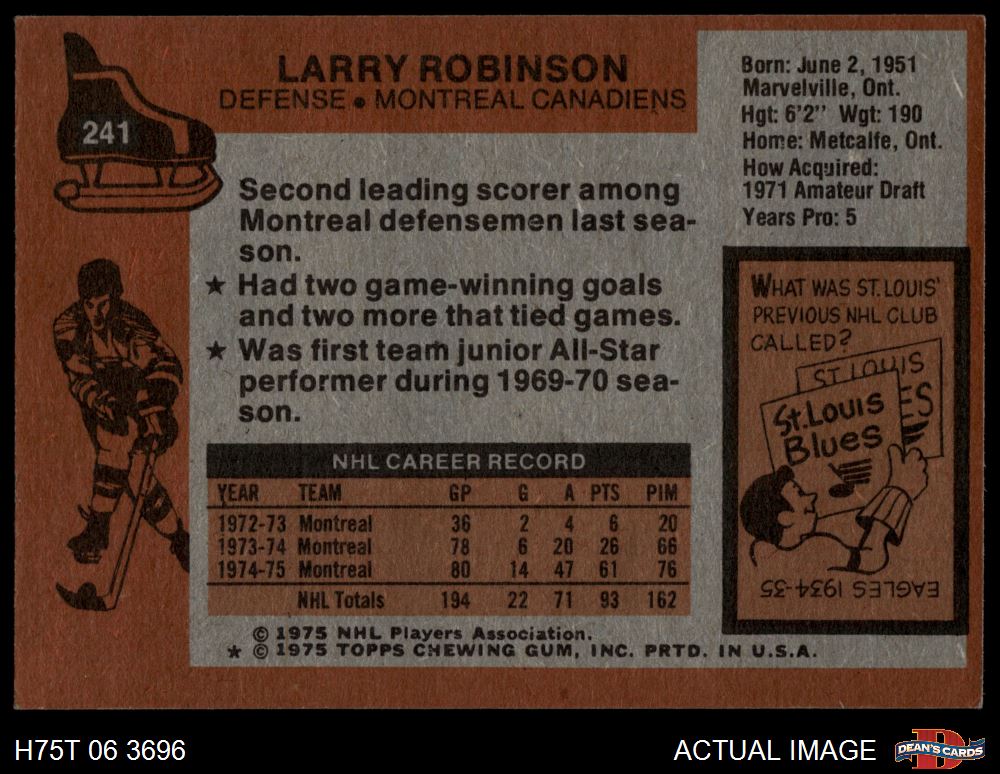 241
LARRY ROBINSON
DEFENSE • MONTREAL CANADIENS
Born: June 2, 1951
Marvelville, Ont.
Hgt: 6'2" Wgt: 190
Home: Metcalfe, Ont.
How Acquired:
1971 Amateur Draft
Years Pro: 5
Second leading scorer among
Montreal defensemen last sea-
son.
★ Had two game-winning goals
and two more that tied games.
★ Was first team junior All-Star
performer during 1969-70 sea-
son.
WHAT WAS ST. LOUIS'
PREVIOUS NHL CLUB
CALLED?
ST LOUIS
ES
St. Louis
Blues
EAGLES 1934-35
NHL CAREER RECORD
YEAR TEAM GP G A PTS PIM
1972-73 Montreal 36 2 4 6 20
1973-74 Montreal 78 6 20 26 66
1974-75 Montreal 80 14 47 61 76
NHL Totals 194 22 71 93 162
© 1975 NHL Players Association.
★ © 1975 TOPPS CHEWING GUM, INC. PRTD. IN U.S.A.
H75T 06 3696
ACTUAL IMAGE
D
DEAN'S CARDS